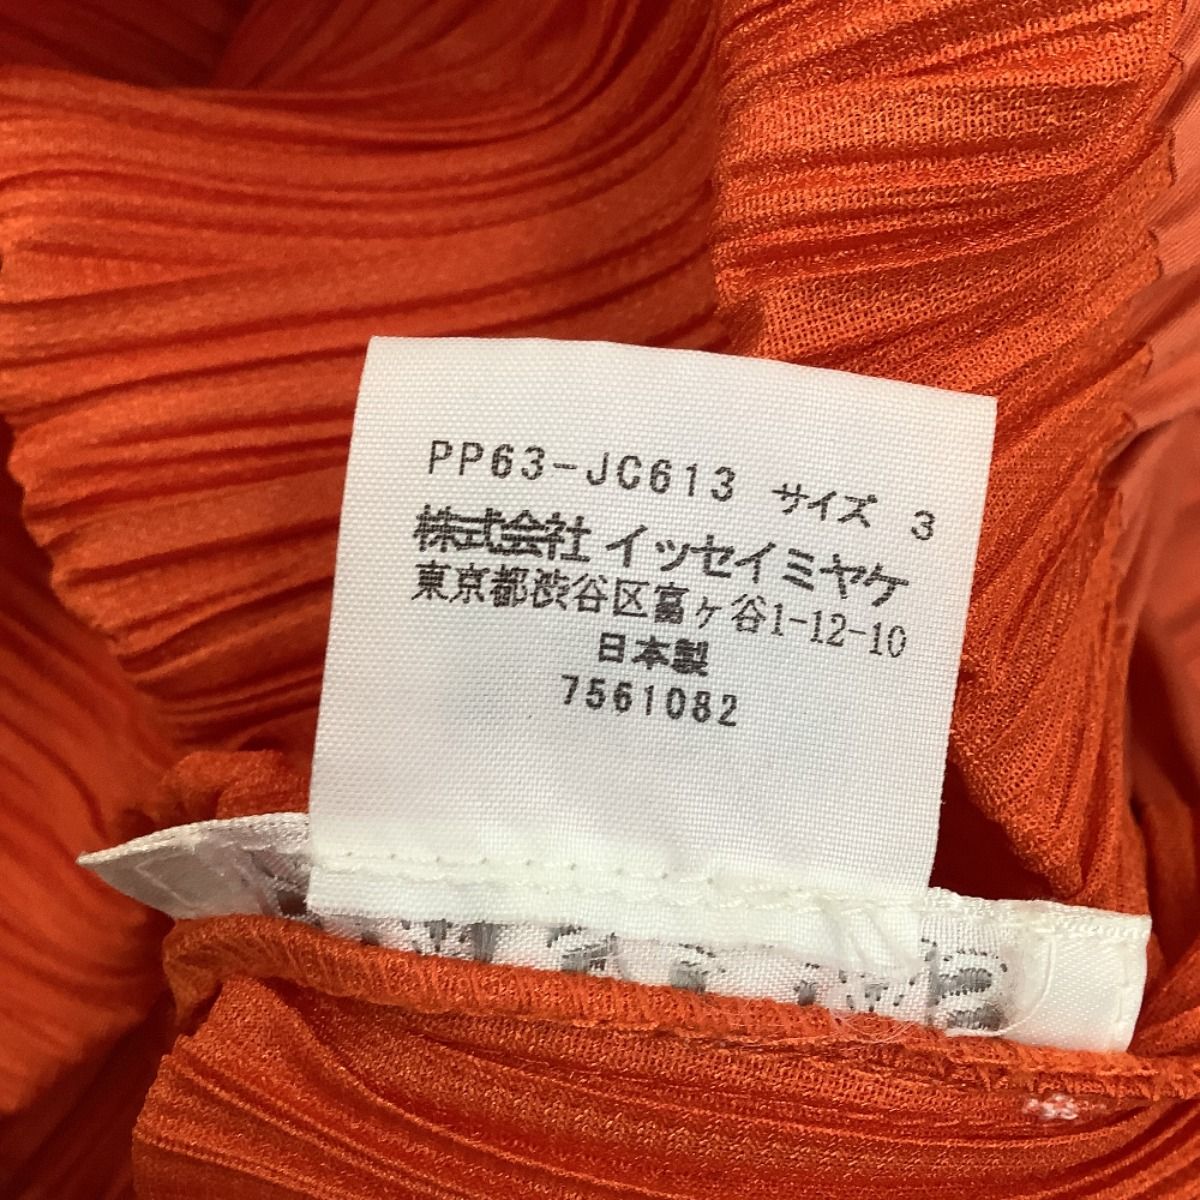 PP63-JC613 サイズ 3
株式会社 イッセイミヤケ
東京都渋谷区富ヶ谷1-12-10
日本製
7561082